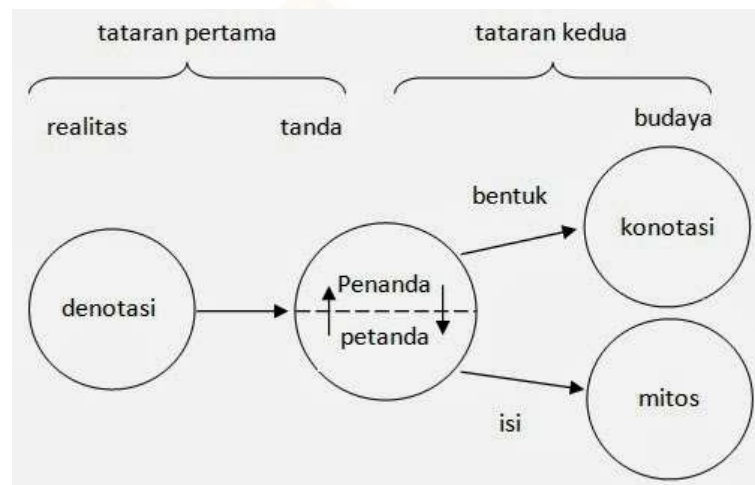 tataran pertama
tataran kedua
realitas
tanda
budaya
bentuk
konotasi
denotasi
Penanda
petanda
isi
mitos